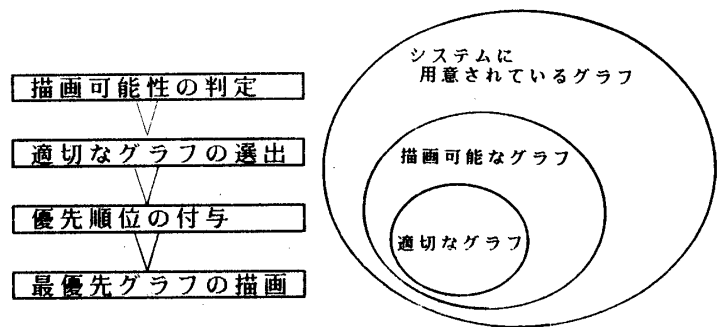 描画可能性の判定
適切なグラフの選出
優先順位の付与
最優先グラフの描画
システムに
用意されているグラフ
描画可能なグラフ
適切なグラフ